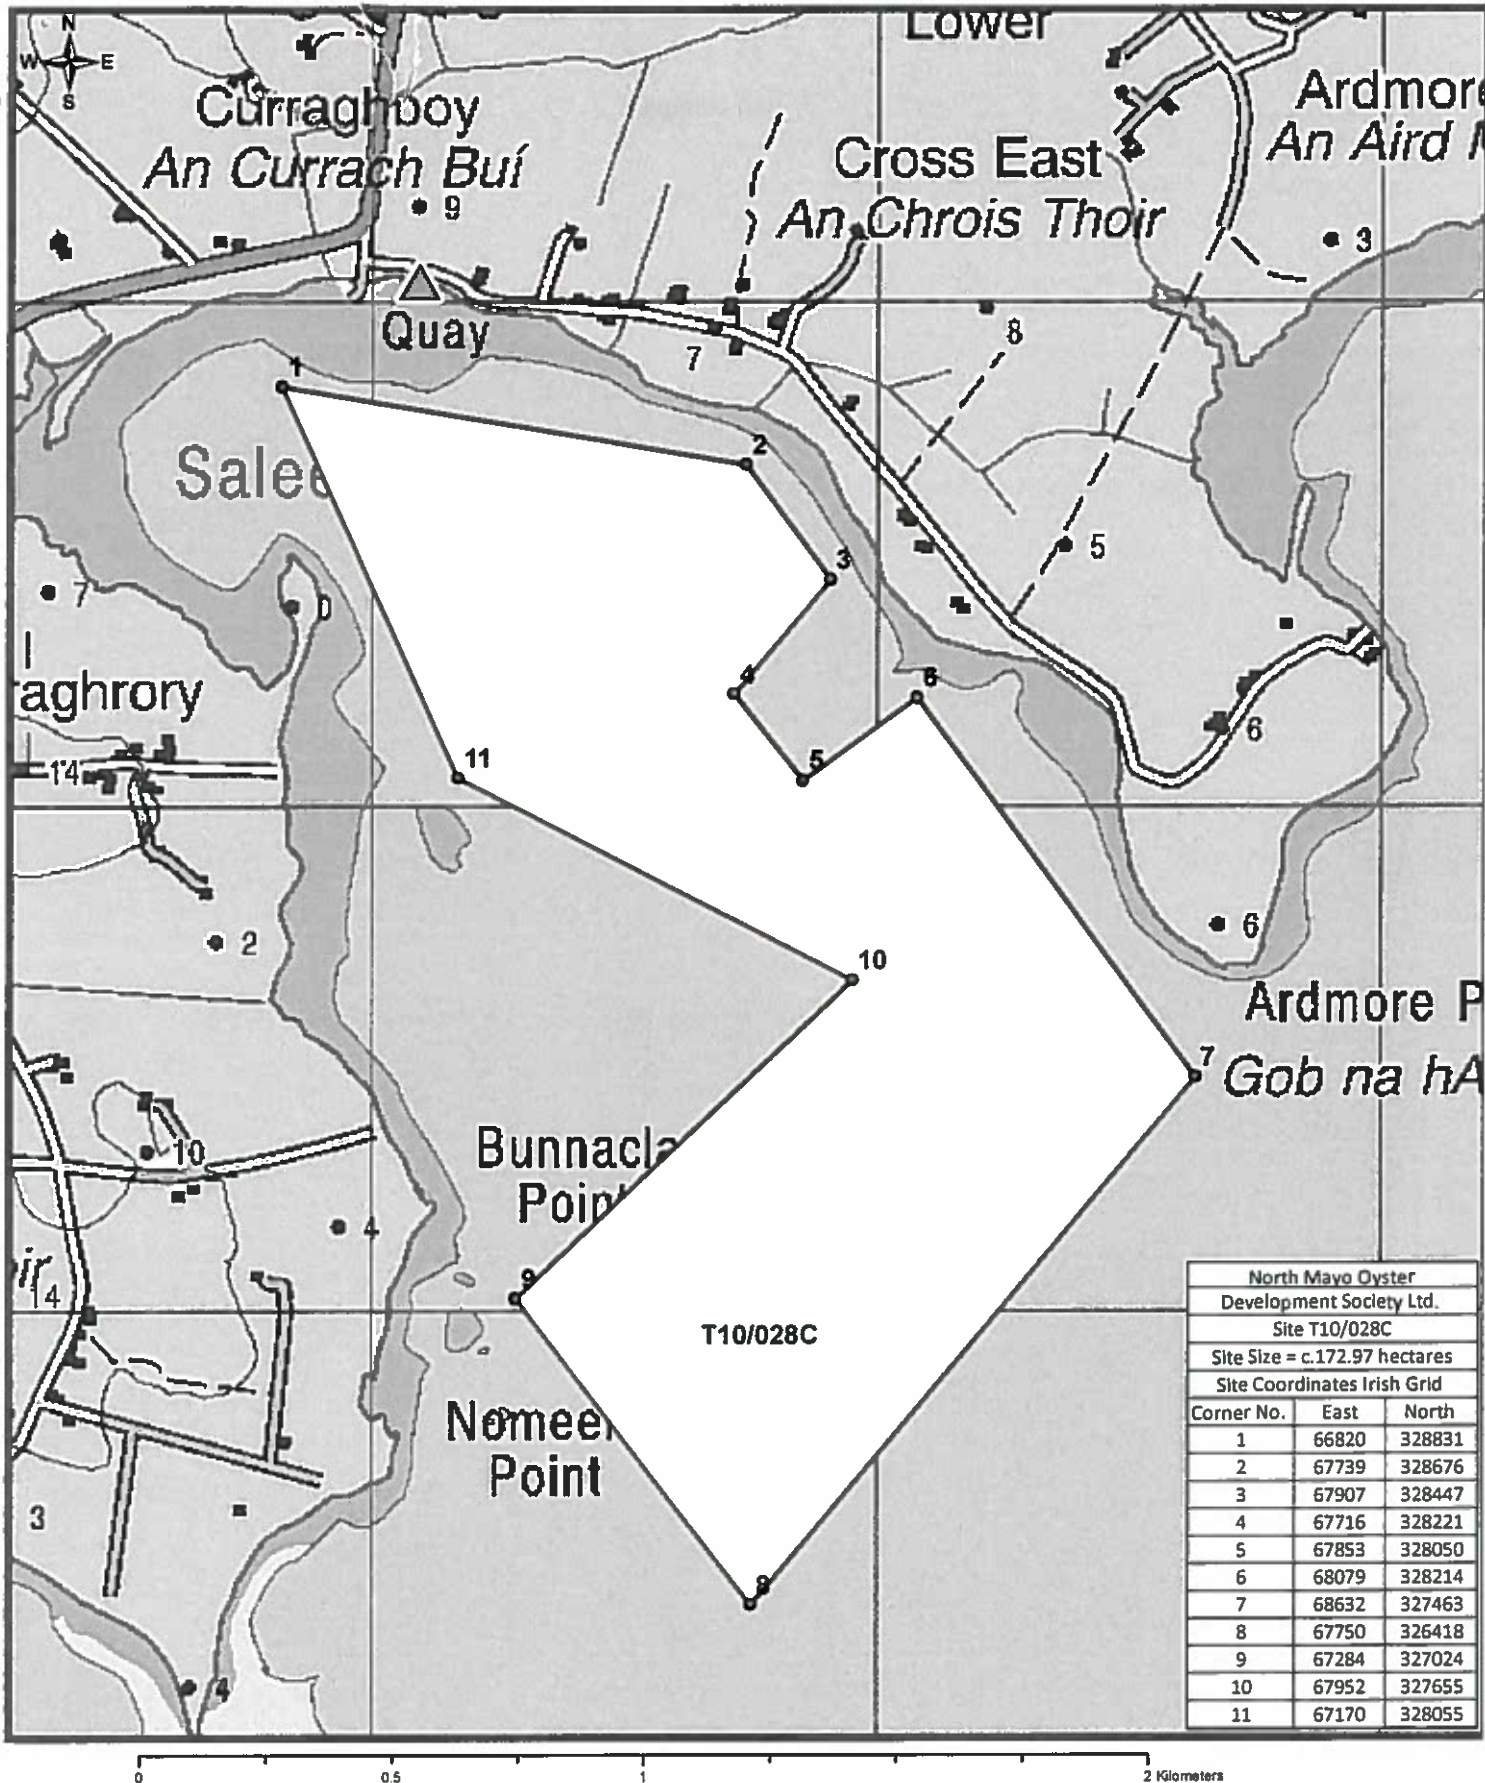 N
W E
S
Lower
Curraghboy
An Currach Buí
9
Cross East
An Chrois Thoir
Ardmore
An Aird
3
Quay
7
8
1
2
Salee
3
5
7
0
4
6
raghrory
5
6
14
11
2
6
10
Ardmore P
7
Gob na hA
10
Bunnacla
Point
4
ir
14
9
T10/028C
Nomeer
Point
3
8
4
North Mayo Oyster
Development Society Ltd.
Site T10/028C
Site Size = c.172.97 hectares
Site Coordinates Irish Grid
Corner No. East North
1 66820 328831
2 67739 328676
3 67907 328447
4 67716 328221
5 67853 328050
6 68079 328214
7 68632 327463
8 67750 326418
9 67284 327024
10 67952 327655
11 67170 328055
0 0.5 1 2 Kilometers